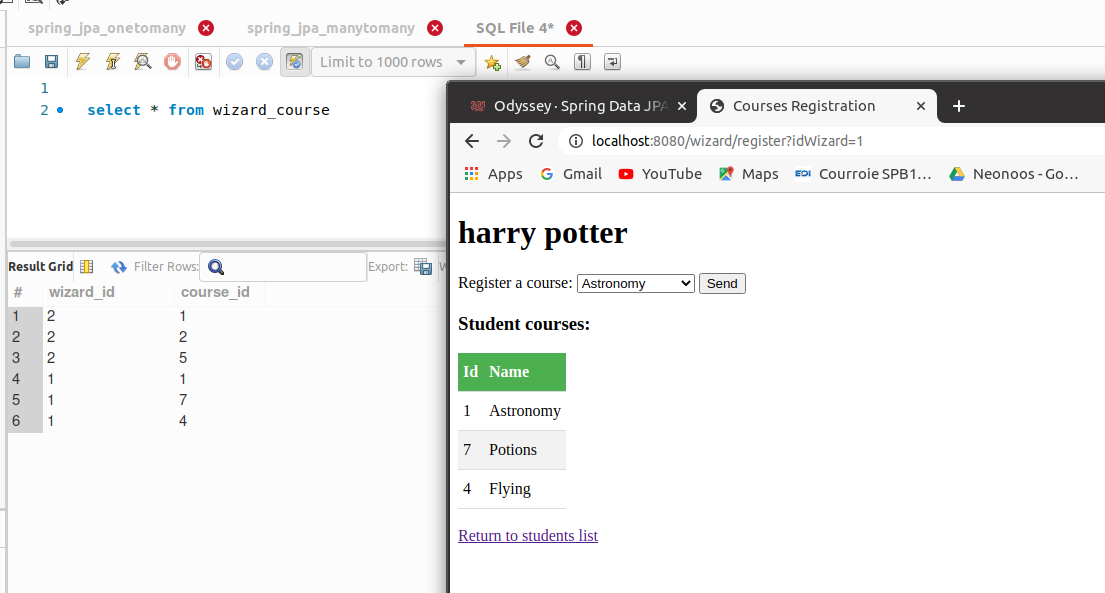 spring_jpa_onetomany spring_jpa_manytomany SQL File 4*
Limit to 1000 rows
1
2 select * from wizard_course
Result Grid Filter Rows: Export:
# wizard_id course_id
1 2 1
2 2 2
3 2 5
4 1 1
5 1 7
6 1 4
Odyssey · Spring Data JPA Courses Registration
localhost:8080/wizard/register?idWizard=1
Apps Gmail YouTube Maps Courroie SPB1... Neonoos - Go...
harry potter
Register a course: Astronomy Send
Student courses:
Id Name
1 Astronomy
7 Potions
4 Flying
Return to students list